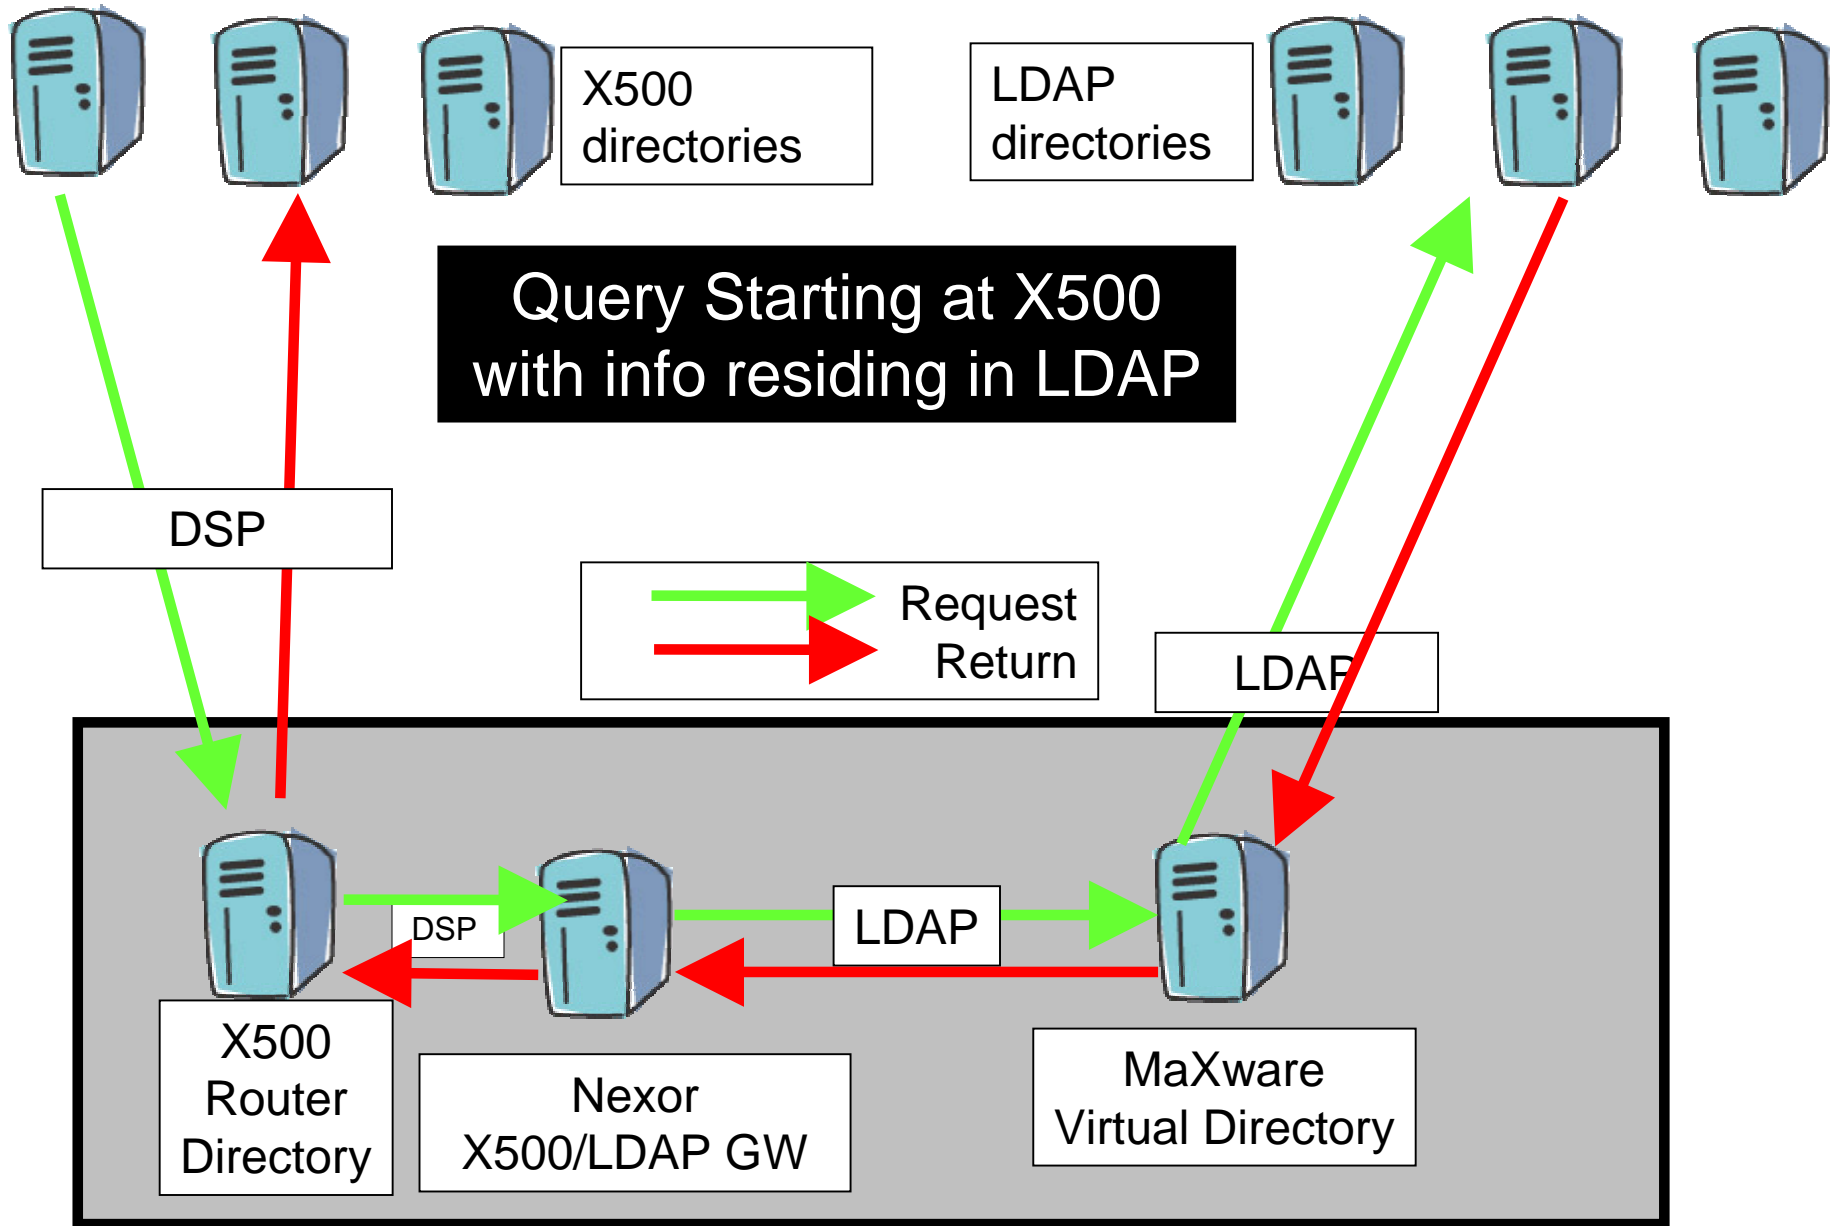 X500
directories
LDAP
directories
Query Starting at X500
with info residing in LDAP
DSP
Request
Return
LDAP
DSP
LDAP
X500
Router
Directory
Nexor
X500/LDAP GW
MaXware
Virtual Directory